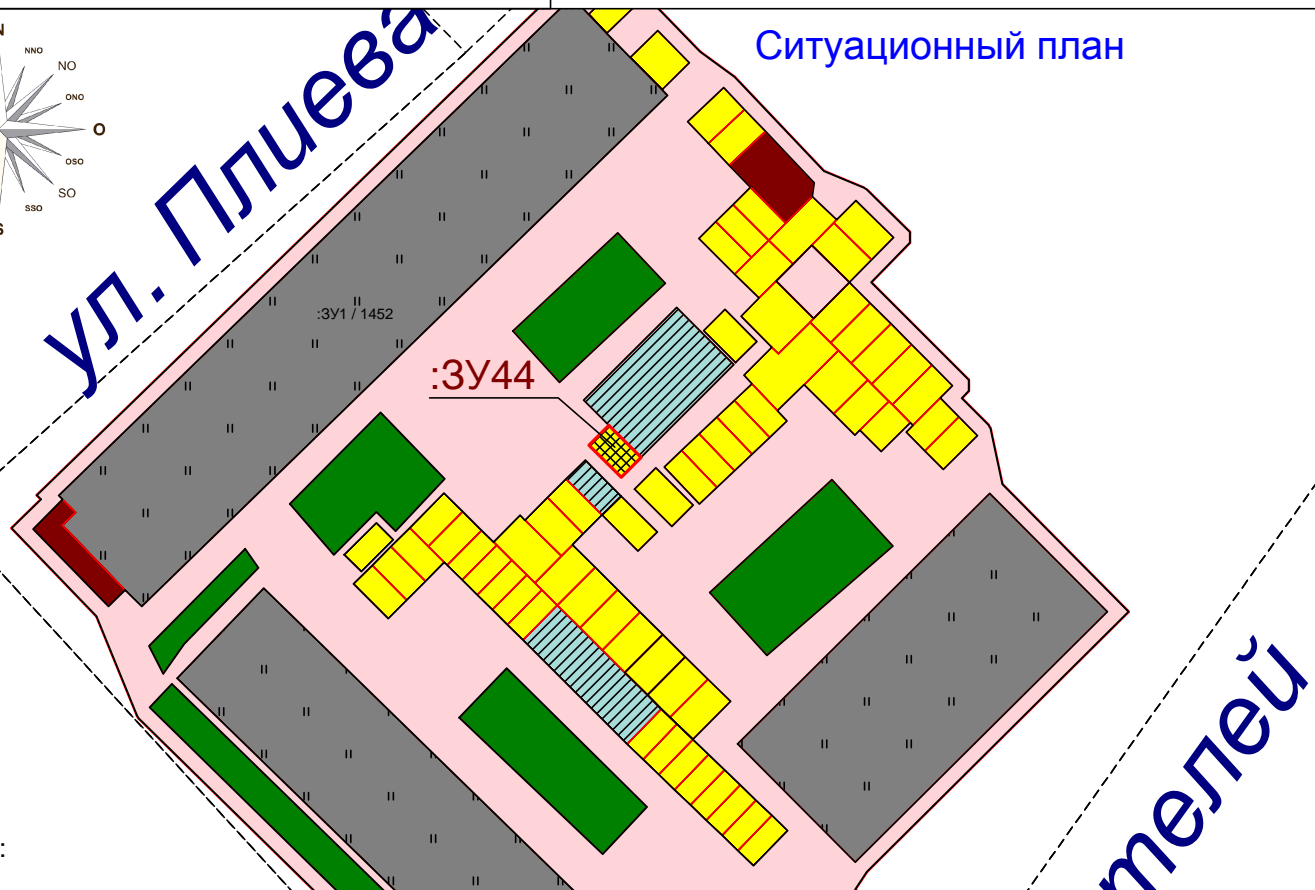 Ситуационный план
N
NNO
NO
ONO
O
OSO
SO
SSO
S
ул. Плиева
:ЗУ1 / 1452
:ЗУ44
телей
: